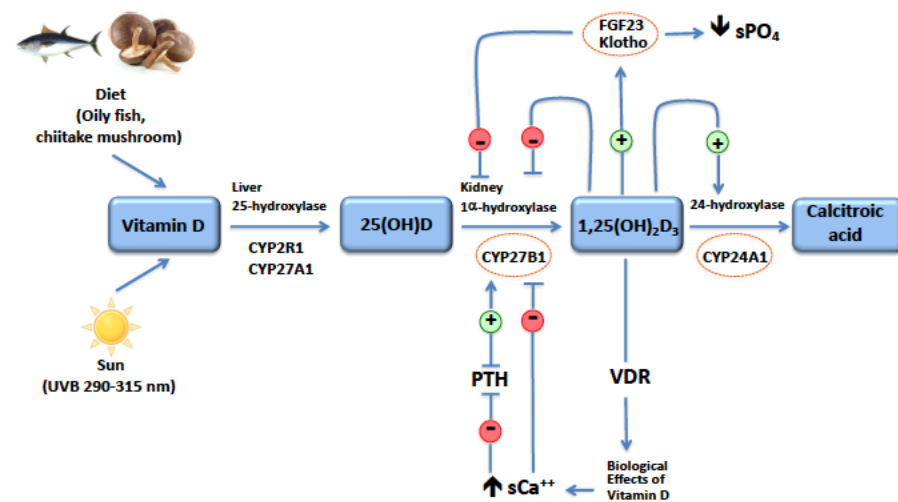 FGF23
Klotho
🡇 sPO₄
Diet
(Oily fish,
chiitake mushroom)
-
-
+
+
Liver
25-hydroxylase
Kidney
1α-hydroxylase
24-hydroxylase
Vitamin D
25(OH)D
1,25(OH)₂D₃
Calcitroic
acid
CYP2R1
CYP27A1
CYP27B1
CYP24A1
+
-
Sun
(UVB 290-315 nm)
PTH
VDR
-
🡅 sCa⁺⁺
Biological
Effects of
Vitamin D